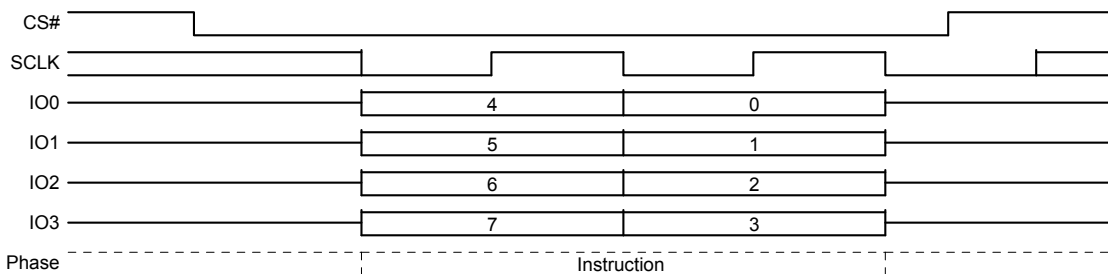 CS#
SCLK
IO0 4 0
IO1 5 1
IO2 6 2
IO3 7 3
Phase Instruction